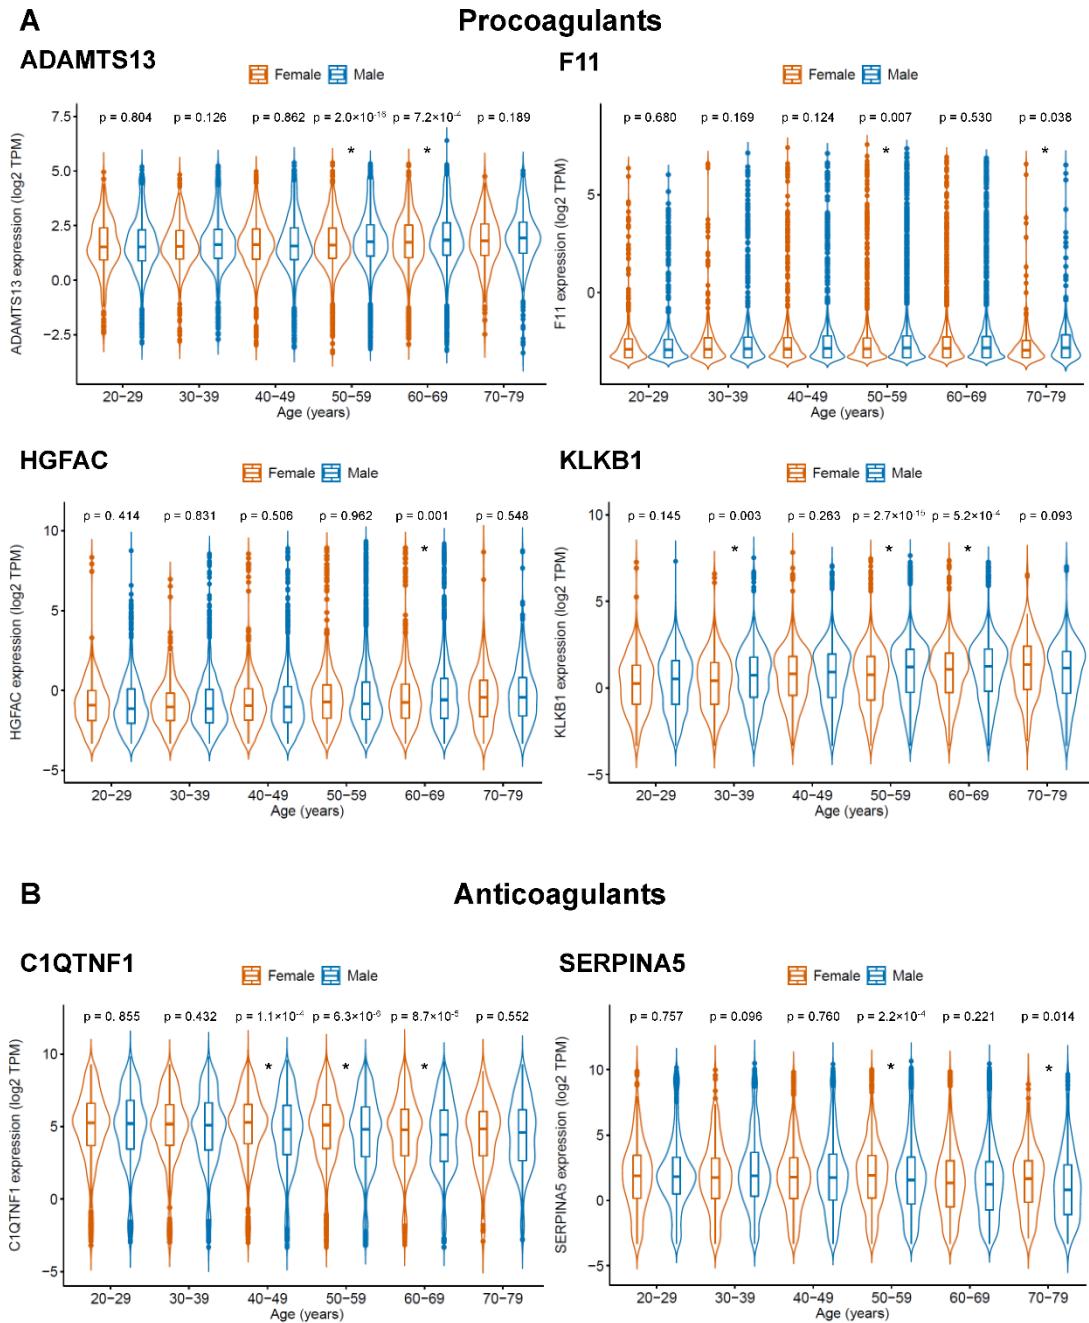 A Procoagulants
ADAMTS13
Female Male
p = 0.804 p = 0.126 p = 0.862 p = 2.0×10⁻¹⁶ p = 7.2×10⁻⁴ p = 0.189
* *
ADAMTS13 expression (log2 TPM)
7.5
5.0
2.5
0.0
−2.5
20−29 30−39 40−49 50−59 60−69 70−79
Age (years)
F11
Female Male
p = 0.680 p = 0.169 p = 0.124 p = 0.007 p = 0.530 p = 0.038
* *
F11 expression (log2 TPM)
5
0
20−29 30−39 40−49 50−59 60−69 70−79
Age (years)
HGFAC
Female Male
p = 0. 414 p = 0.831 p = 0.506 p = 0.962 p = 0.001 p = 0.548
*
HGFAC expression (log2 TPM)
10
5
0
−5
20−29 30−39 40−49 50−59 60−69 70−79
Age (years)
KLKB1
Female Male
p = 0.145 p = 0.003 p = 0.263 p = 2.7×10⁻¹⁵ p = 5.2×10⁻⁴ p = 0.093
* * *
KLKB1 expression (log2 TPM)
10
5
0
−5
20−29 30−39 40−49 50−59 60−69 70−79
Age (years)
B Anticoagulants
C1QTNF1
Female Male
p = 0. 855 p = 0.432 p = 1.1×10⁻⁴ p = 6.3×10⁻⁶ p = 8.7×10⁻⁵ p = 0.552
* * *
C1QTNF1 expression (log2 TPM)
10
5
0
−5
20−29 30−39 40−49 50−59 60−69 70−79
Age (years)
SERPINA5
Female Male
p = 0.757 p = 0.096 p = 0.760 p = 2.2×10⁻⁴ p = 0.221 p = 0.014
* *
SERPINA5 expression (log2 TPM)
10
5
0
−5
20−29 30−39 40−49 50−59 60−69 70−79
Age (years)